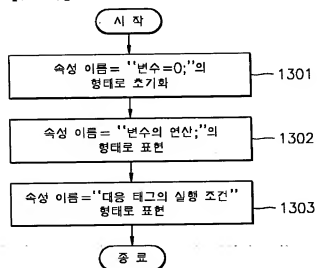 시 작
속성 이름= "변수=0;"의
형태로 초기화
1301
속성 이름= "변수의 연산;"의
형태로 표현
1302
속성 이름="대응 태그의 실행 조건"
형태로 표현
1303
종 료